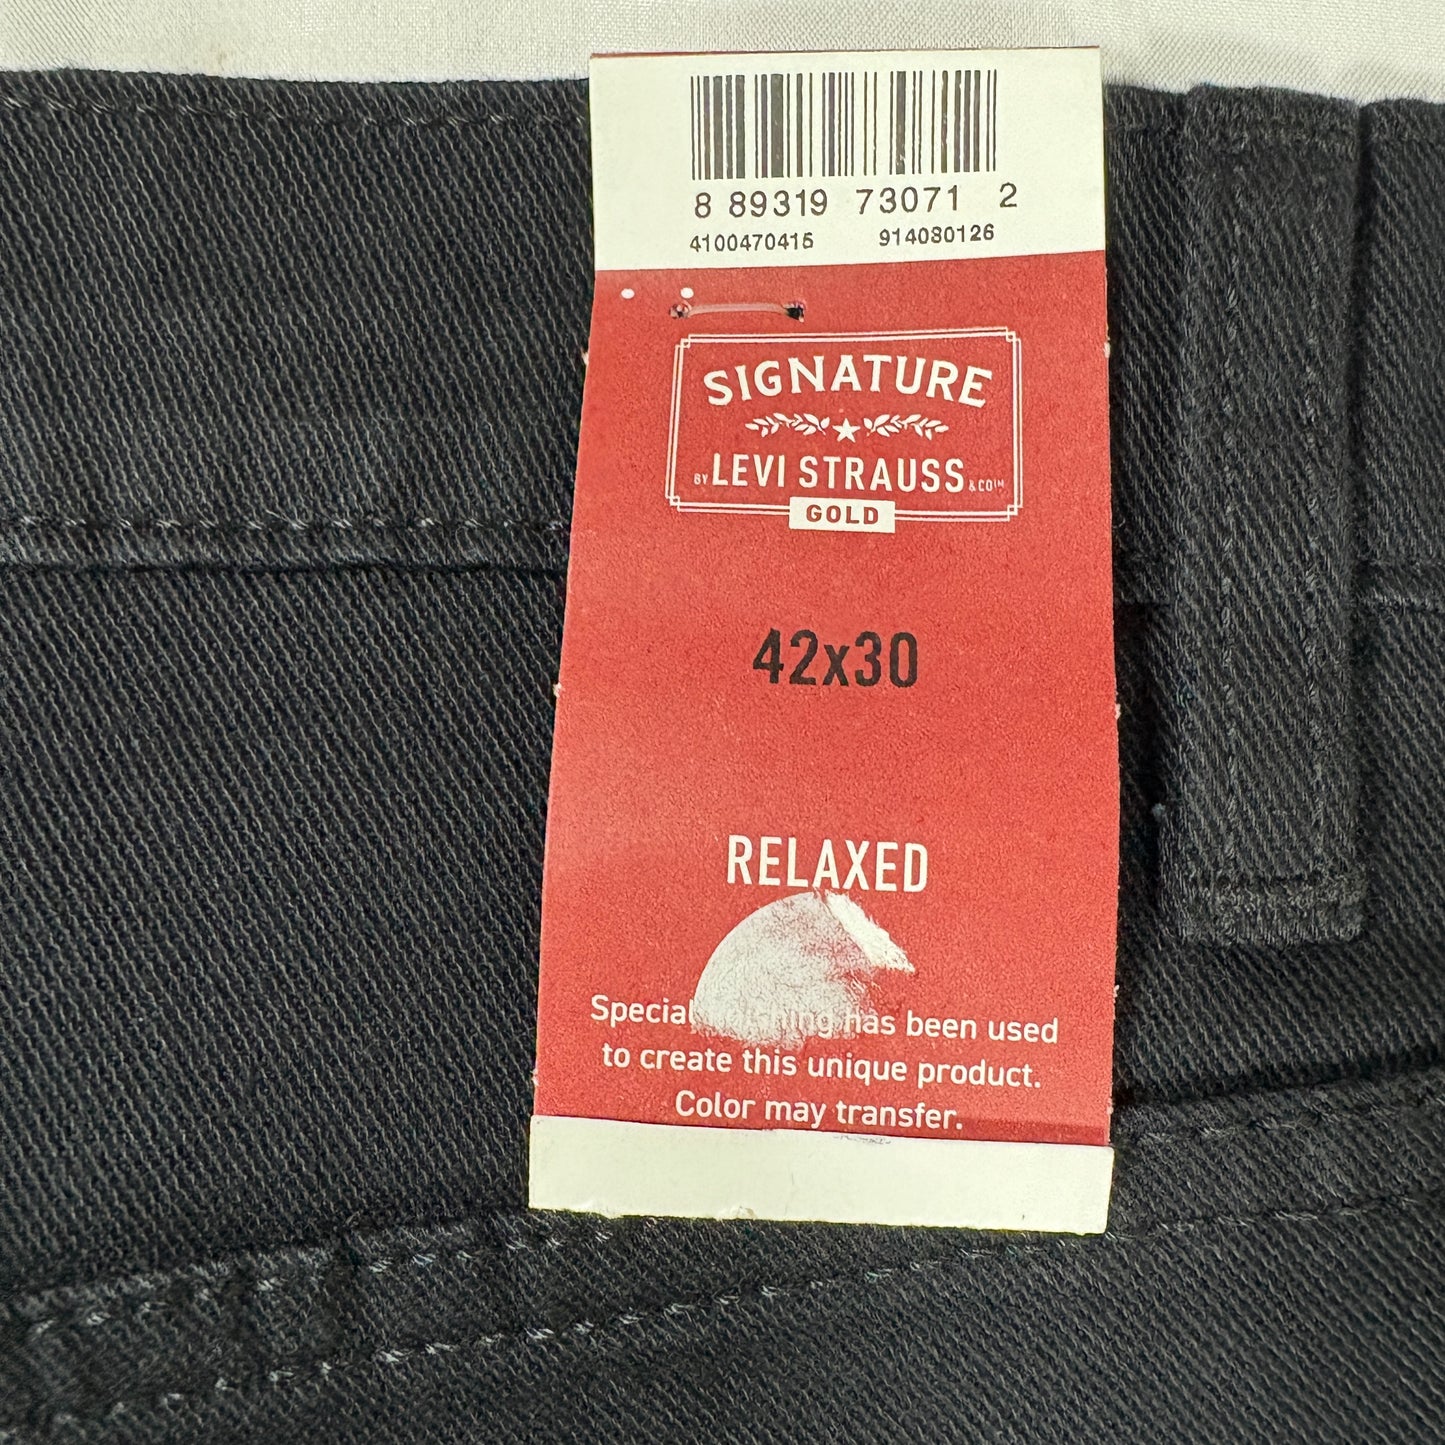 8 89319 73071 2
4100470415 914080126
SIGNATURE
BY LEVI STRAUSS & CO™
GOLD
42x30
RELAXED
Special has been used
to create this unique product.
Color may transfer.